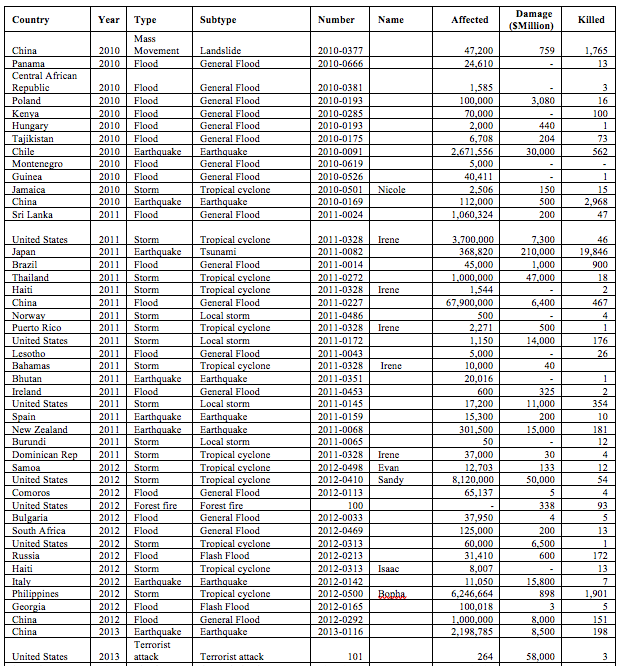 Country Year Type Subtype Number Name Affected Damage ($Million) Killed
China 2010 Mass Movement Landslide 2010-0377 47,200 759 1,765
Panama 2010 Flood General Flood 2010-0666 24,610 - 13
Central African Republic 2010 Flood General Flood 2010-0381 1,585 - 3
Poland 2010 Flood General Flood 2010-0193 100,000 3,080 16
Kenya 2010 Flood General Flood 2010-0285 70,000 - 100
Hungary 2010 Flood General Flood 2010-0193 2,000 440 1
Tajikistan 2010 Flood General Flood 2010-0175 6,708 204 73
Chile 2010 Earthquake Earthquake 2010-0091 2,671,556 30,000 562
Montenegro 2010 Flood General Flood 2010-0619 5,000 - -
Guinea 2010 Flood General Flood 2010-0526 40,411 - 1
Jamaica 2010 Storm Tropical cyclone 2010-0501 Nicole 2,506 150 15
China 2010 Earthquake Earthquake 2010-0169 112,000 500 2,968
Sri Lanka 2011 Flood General Flood 2011-0024 1,060,324 200 47
United States 2011 Storm Tropical cyclone 2011-0328 Irene 3,700,000 7,300 46
Japan 2011 Earthquake Tsunami 2011-0082 368,820 210,000 19,846
Brazil 2011 Flood General Flood 2011-0014 45,000 1,000 900
Thailand 2011 Storm Tropical cyclone 2011-0272 1,000,000 47,000 18
Haiti 2011 Storm Tropical cyclone 2011-0328 Irene 1,544 - 2
China 2011 Flood General Flood 2011-0227 67,900,000 6,400 467
Norway 2011 Storm Local storm 2011-0486 500 - 4
Puerto Rico 2011 Storm Tropical cyclone 2011-0328 Irene 2,271 500 1
United States 2011 Storm Local storm 2011-0172 1,150 14,000 176
Lesotho 2011 Flood General Flood 2011-0043 5,000 - 26
Bahamas 2011 Storm Tropical cyclone 2011-0328 Irene 10,000 40
Bhutan 2011 Earthquake Earthquake 2011-0351 20,016 - 1
Ireland 2011 Flood General Flood 2011-0453 600 325 2
United States 2011 Storm Local storm 2011-0145 17,200 11,000 354
Spain 2011 Earthquake Earthquake 2011-0159 15,300 200 10
New Zealand 2011 Earthquake Earthquake 2011-0068 301,500 15,000 181
Burundi 2011 Storm Local storm 2011-0065 50 - 12
Dominican Rep 2011 Storm Tropical cyclone 2011-0328 Irene 37,000 30 4
Samoa 2012 Storm Tropical cyclone 2012-0498 Evan 12,703 133 12
United States 2012 Storm Tropical cyclone 2012-0410 Sandy 8,120,000 50,000 54
Comoros 2012 Flood General Flood 2012-0113 65,137 5 4
United States 2012 Forest fire Forest fire 100 - 338 93
Bulgaria 2012 Flood General Flood 2012-0033 37,950 4 5
South Africa 2012 Flood General Flood 2012-0469 125,000 200 13
United States 2012 Storm Tropical cyclone 2012-0313 60,000 6,500 1
Russia 2012 Flood Flash Flood 2012-0213 31,410 600 172
Haiti 2012 Storm Tropical cyclone 2012-0313 Isaac 8,007 - 13
Italy 2012 Earthquake Earthquake 2012-0142 11,050 15,800 7
Philippines 2012 Storm Tropical cyclone 2012-0500 Bopha 6,246,664 898 1,901
Georgia 2012 Flood Flash Flood 2012-0165 100,018 3 5
China 2012 Flood General Flood 2012-0292 1,000,000 8,000 151
China 2013 Earthquake Earthquake 2013-0116 2,198,785 8,500 198
United States 2013 Terrorist attack Terrorist attack 101 264 58,000 3